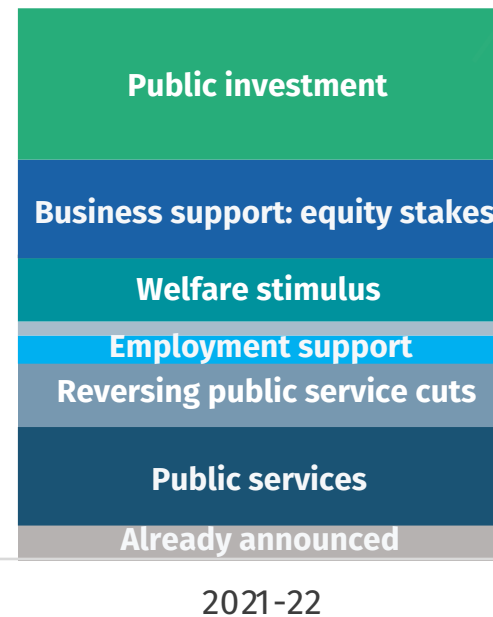 Public investment
Business support: equity stakes
Welfare stimulus
Employment support
Reversing public service cuts
Public services
Already announced
2021-22